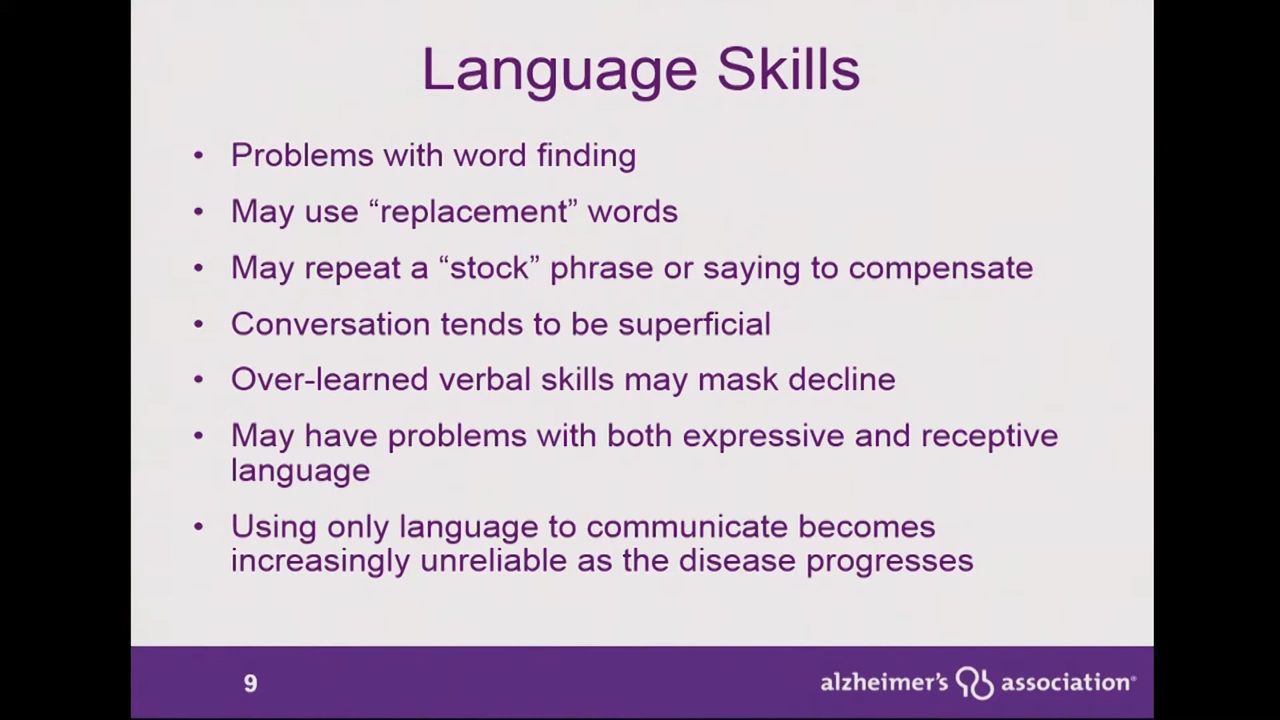 Language Skills
• Problems with word finding
• May use “replacement” words
• May repeat a “stock” phrase or saying to compensate
• Conversation tends to be superficial
• Over-learned verbal skills may mask decline
• May have problems with both expressive and receptive
language
• Using only language to communicate becomes
increasingly unreliable as the disease progresses
9
alzheimer's association®